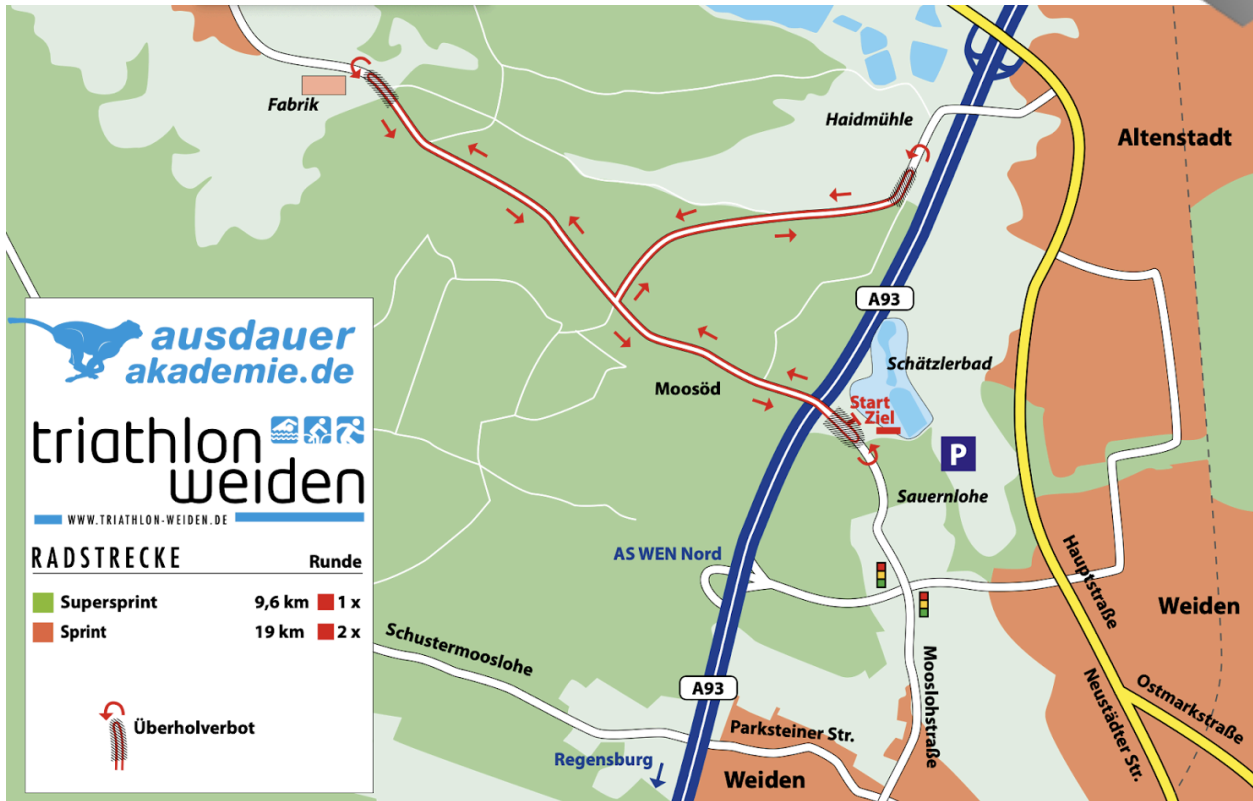 Fabrik
Haidmühle
Altenstadt
A93
Schätzlerbad
Start
Ziel
Moosöd
P
Sauernlohe
AS WEN Nord
Hauptstraße
Weiden
Schustermooslohe
A93
Mooslohstraße
Neustädter Str.
Ostmarkstraße
Parksteiner Str.
Regensburg
Weiden
ausdauer
akademie.de
triathlon
weiden
WWW.TRIATHLON-WEIDEN.DE
RADSTRECKE Runde
Supersprint 9,6 km 1 x
Sprint 19 km 2 x
Überholverbot